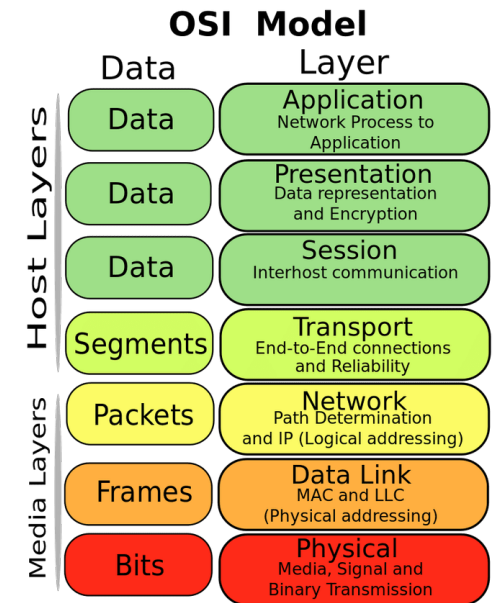 OSI Model
Data
Layer
Host Layers
Data
Application
Network Process to
Application
Data
Presentation
Data representation
and Encryption
Data
Session
Interhost communication
Segments
Transport
End-to-End connections
and Reliability
Media Layers
Packets
Network
Path Determination
and IP (Logical addressing)
Frames
Data Link
MAC and LLC
(Physical addressing)
Bits
Physical
Media, Signal and
Binary Transmission